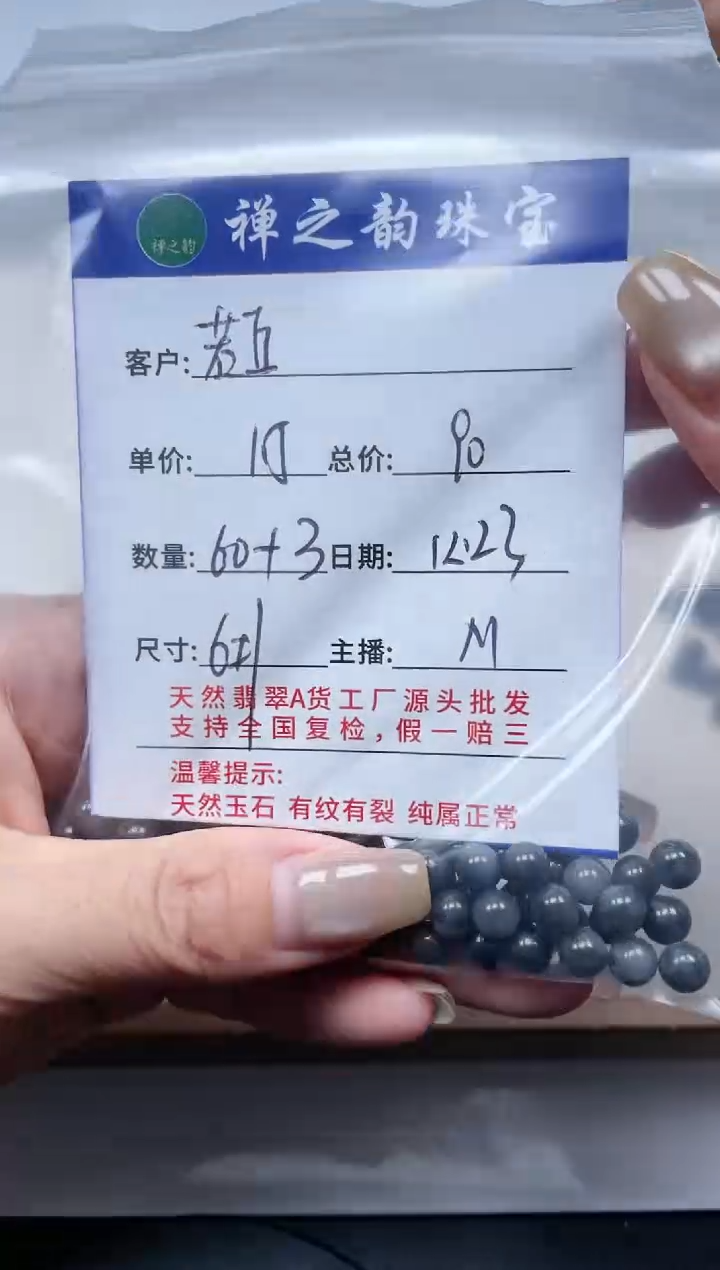 禅之韵 禅之韵珠宝
客户:
单价: 总价: 90
数量: 60+3 日期: 12.23
尺寸: 6 主播: M
天然翡翠A货工厂源头批发
支持全国复检，假一赔三
温馨提示:
天然玉石 有纹有裂 纯属正常